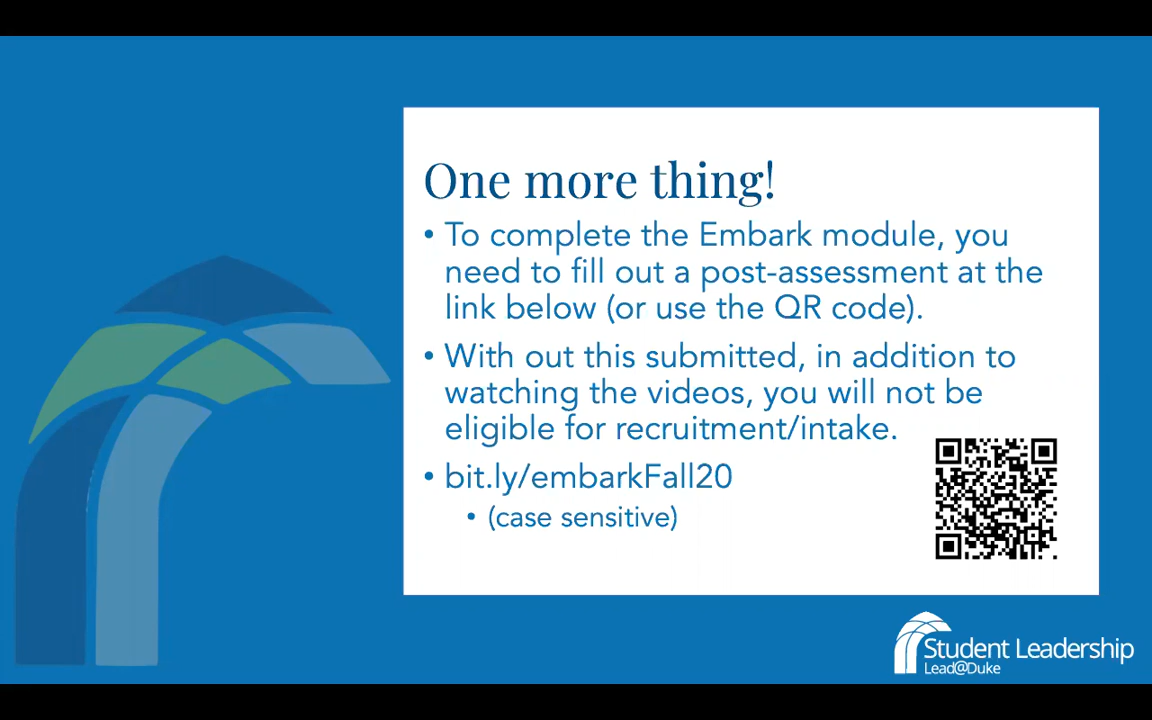 One more thing!
• To complete the Embark module, you
need to fill out a post-assessment at the
link below (or use the QR code).
• With out this submitted, in addition to
watching the videos, you will not be
eligible for recruitment/intake.
• bit.ly/embarkFall20
• (case sensitive)
Student Leadership
Lead@Duke